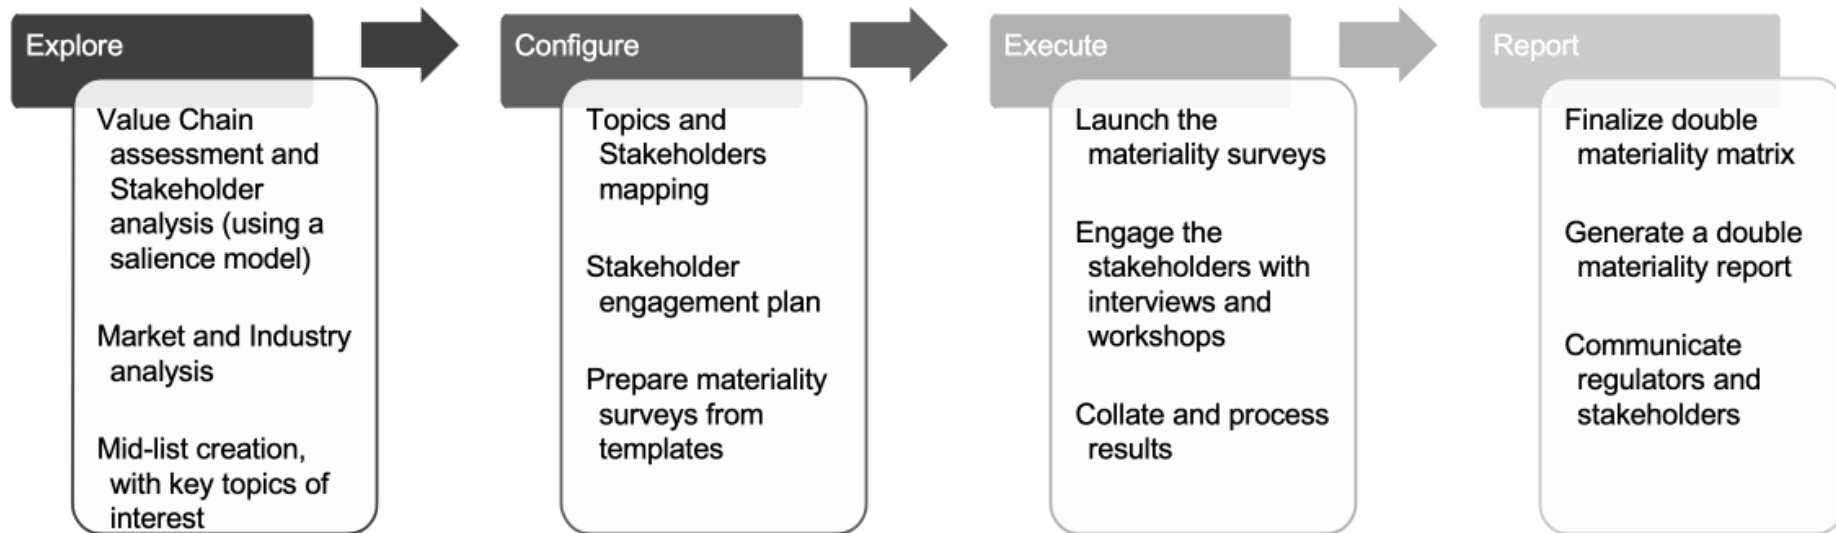 Explore
Value Chain
assessment and
Stakeholder
analysis (using a
salience model)
Market and Industry
analysis
Mid-list creation,
with key topics of
interest
Configure
Topics and
Stakeholders
mapping
Stakeholder
engagement plan
Prepare materiality
surveys from
templates
Execute
Launch the
materiality surveys
Engage the
stakeholders with
interviews and
workshops
Collate and process
results
Report
Finalize double
materiality matrix
Generate a double
materiality report
Communicate
regulators and
stakeholders